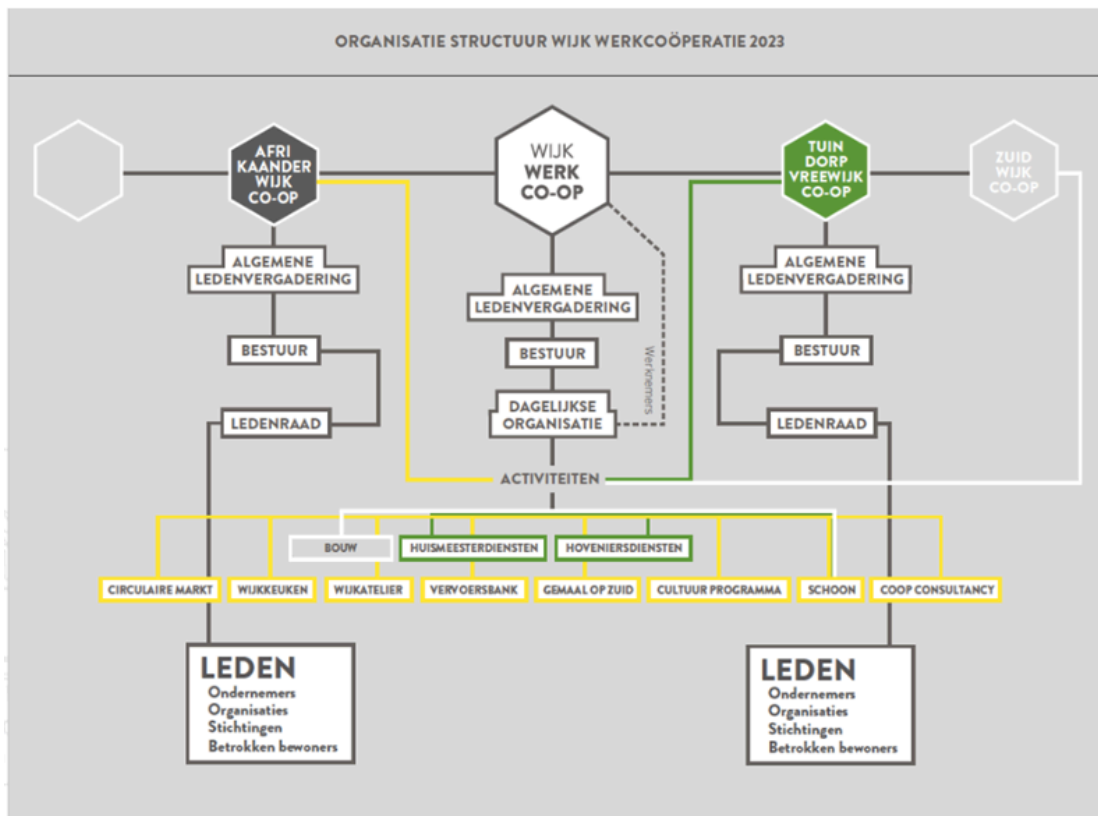 ORGANISATIE STRUCTUUR WIJK WERKCOÖPERATIE 2023
AFRI
KAANDER
WIJK
CO-OP
WIJK
WERK
CO-OP
TUIN
DORP
VREEWIJK
CO-OP
ZUID
WIJK
CO-OP
ALGEMENE
LEDENVERGADERING
ALGEMENE
LEDENVERGADERING
ALGEMENE
LEDENVERGADERING
BESTUUR
BESTUUR
BESTUUR
Werknemers
LEDENRAAD
DAGELIJKSE
ORGANISATIE
LEDENRAAD
ACTIVITEITEN
BOUW
HUISMEESTERDIENSTEN
HOVENIERSDIENSTEN
CIRCULAIRE MARKT
WIJKKEUKEN
WIJKATELIER
VERVOERSBANK
GEMAAL OP ZUID
CULTUUR PROGRAMMA
SCHOON
COOP CONSULTANCY
LEDEN
Ondernemers
Organisaties
Stichtingen
Betrokken bewoners
LEDEN
Ondernemers
Organisaties
Stichtingen
Betrokken bewoners